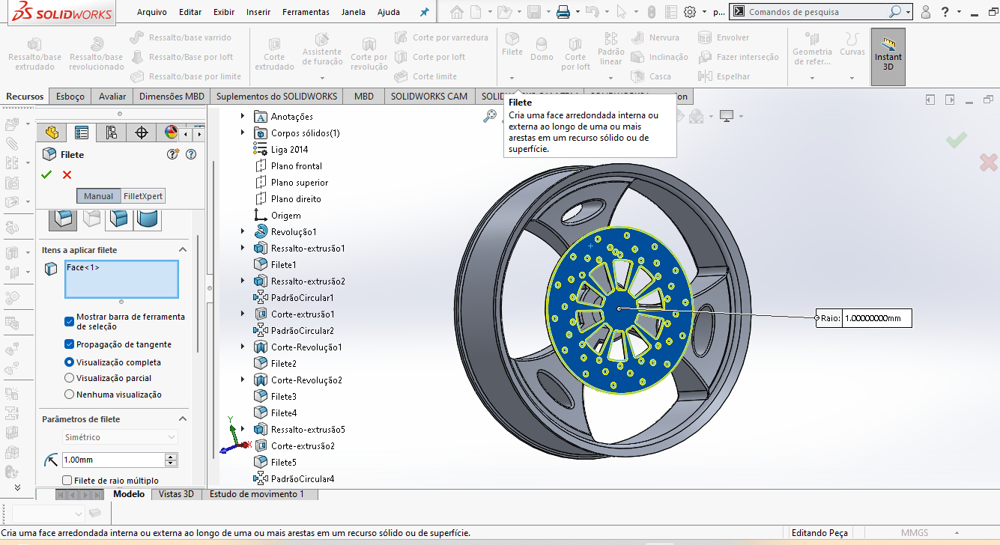 SOLIDWORKS
Arquivo Editar Exibir Inserir Ferramentas Janela Ajuda
p...
Comandos de pesquisa
?
Ressalto/base
extrudado
Ressalto/base
revolucionado
Ressalto/base varrido
Ressalto/Base por loft
Ressalto/base por limite
Corte
extrudado
Assistente
de furação
Corte por
revolução
Corte por varredura
Corte por loft
Corte limite
Filete
Domo
Corte
por loft
Padrão
linear
Nervura
Inclinação
Casca
Envolver
Fazer interseção
Espelhar
Geometria
de refer...
Curvas
Instant
3D
Recursos Esboço Avaliar Dimensões MBD Suplementos do SOLIDWORKS MBD SOLIDWORKS CAM
Filete
Cria uma face arredondada interna ou
externa ao longo de uma ou mais
arestas em um recurso sólido ou de
superfície.
Filete
Manual FilletXpert
Itens a aplicar filete
Face<1>
Mostrar barra de ferramenta
de seleção
Propagação de tangente
Visualização completa
Visualização parcial
Nenhuma visualização
Parâmetros de filete
Simétrico
1.00mm
Filete de raio múltiplo
Anotações
Corpos sólidos(1)
Liga 2014
Plano frontal
Plano superior
Plano direito
Origem
Revolução1
Ressalto-extrusão1
Filete1
Ressalto-extrusão2
PadrãoCircular1
Corte-extrusão1
PadrãoCircular2
Corte-Revolução1
Filete2
Corte-Revolução2
Filete3
Filete4
Ressalto-extrusão5
Corte-extrusão2
Filete5
PadrãoCircular4
Y
X
Raio: 1.00000000mm
Modelo Vistas 3D Estudo de movimento 1
Cria uma face arredondada interna ou externa ao longo de uma ou mais arestas em um recurso sólido ou de superfície.
Editando Peça
MMGS